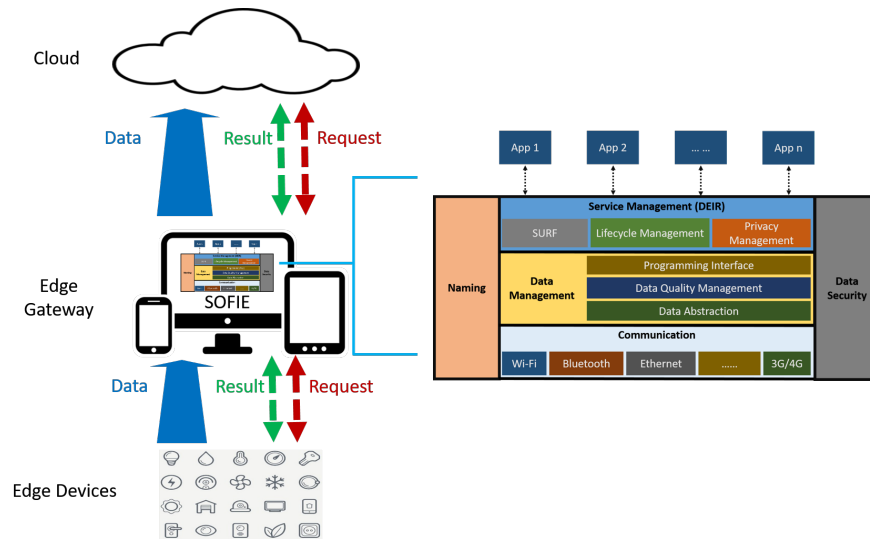 Cloud
Data
Result
Request
Edge
Gateway
SOFIE
Data
Result
Request
Edge Devices
App 1
App 2
... ...
App n
Service Management (DEIR)
SURF
Lifecycle Management
Privacy
Management
Naming
Data
Management
Programming Interface
Data Quality Management
Data Abstraction
Data
Security
Communication
Wi-Fi
Bluetooth
Ethernet
......
3G/4G